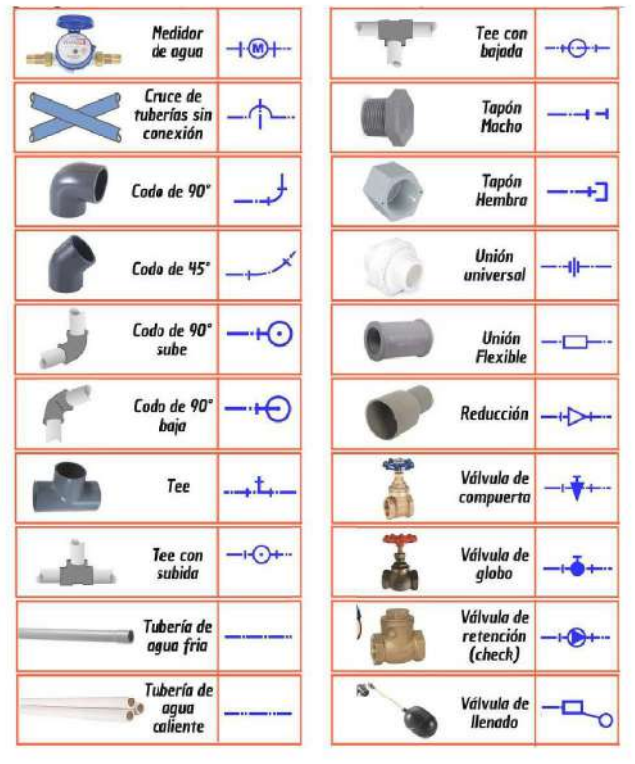 Medidor
de agua
M
Cruce de
tuberías sin
conexión
Codo de 90°
Codo de 45°
Codo de 90°
sube
Codo de 90°
baja
Tee
Tee con
subida
Tubería de
agua fria
Tubería de
agua
caliente
Tee con
bajada
Tapón
Macho
Tapón
Hembra
Unión
universal
Unión
Flexible
Reducción
Válvula de
compuerta
Válvula de
globo
Válvula de
retención
(check)
Válvula de
llenado